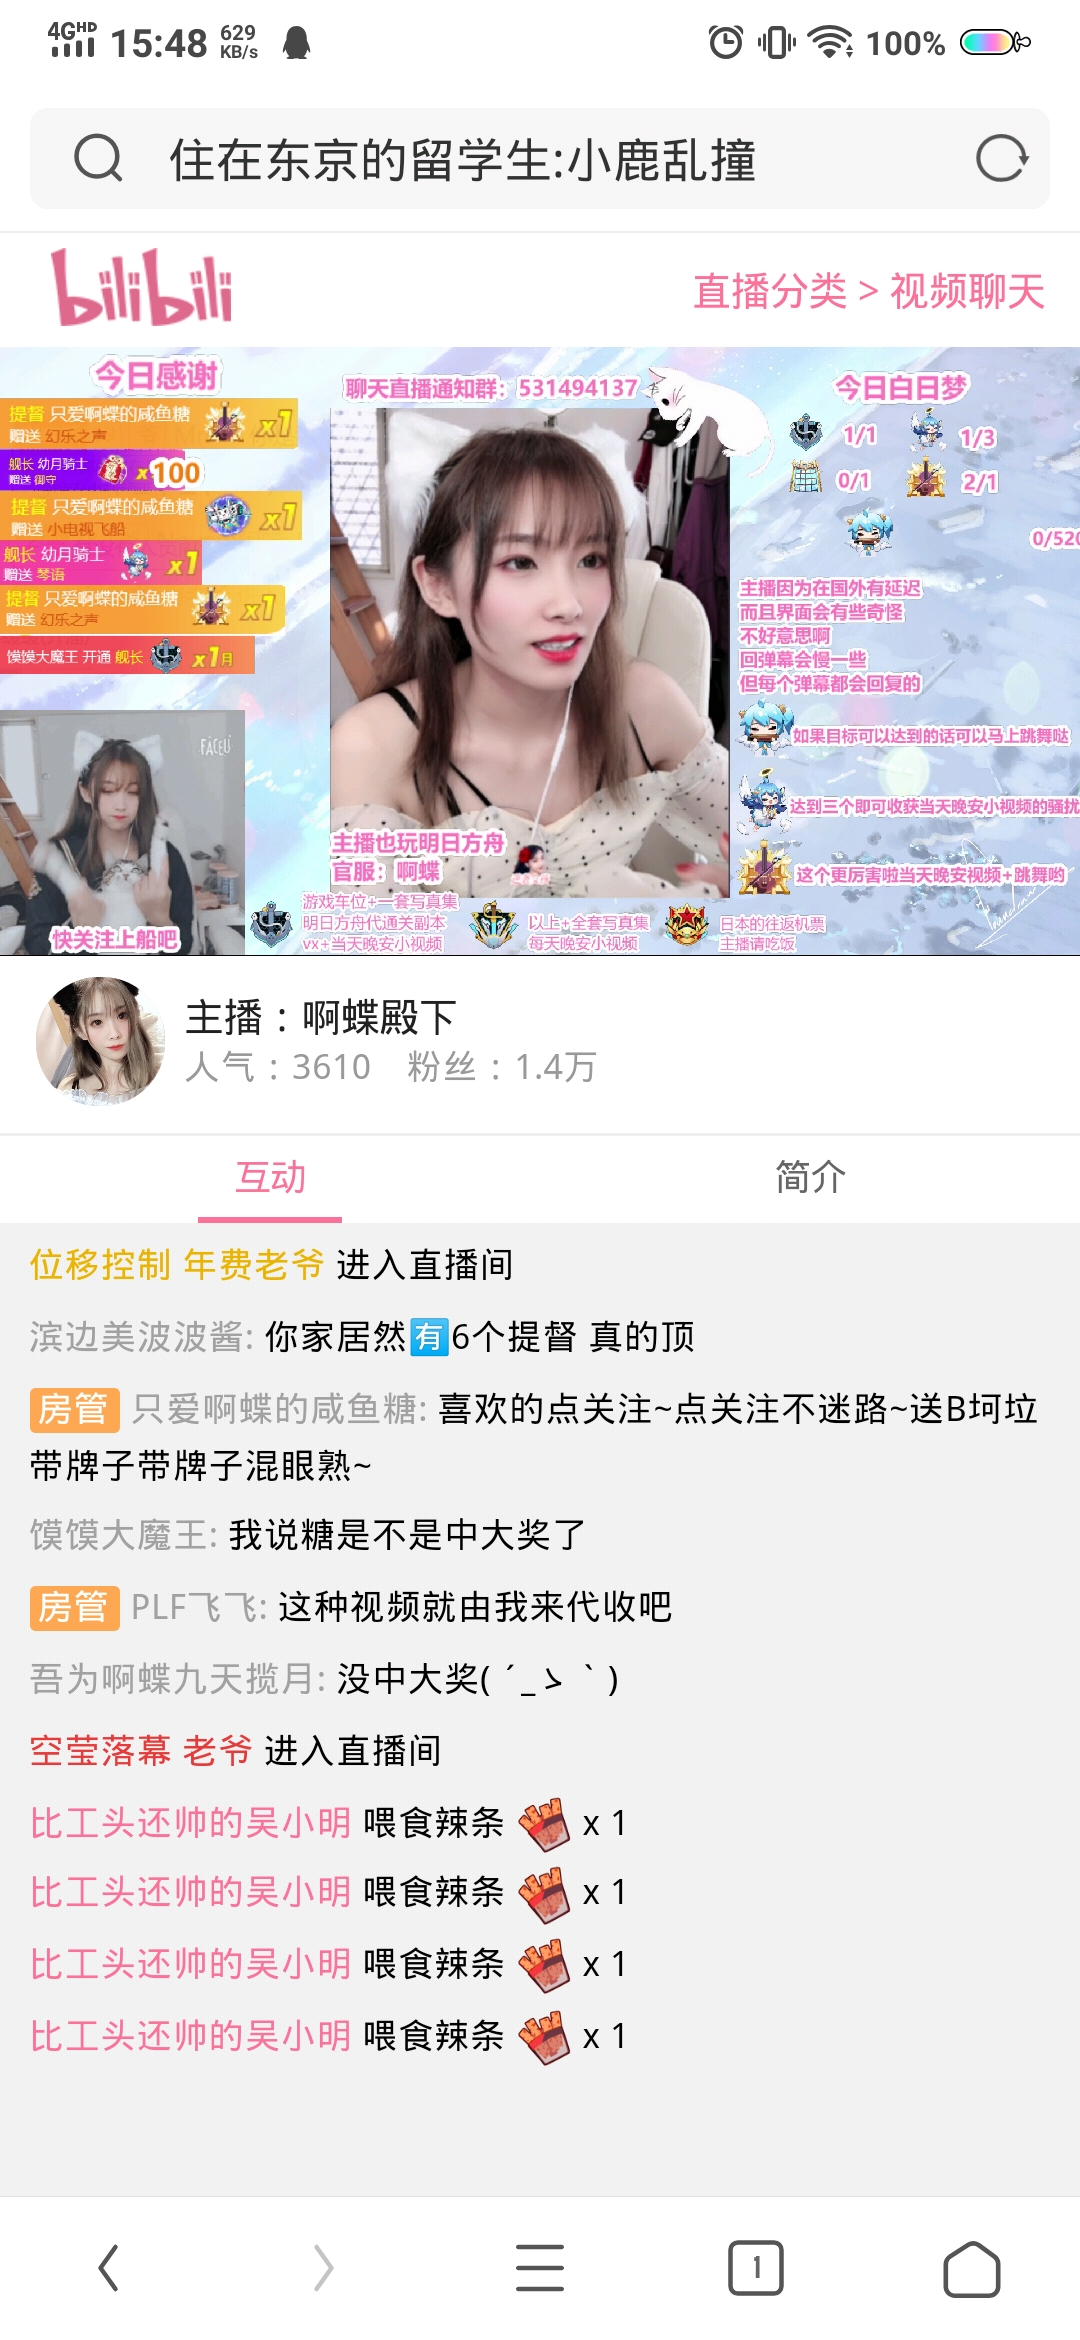 4GHD 15:48 629 KB/s 100%
住在东京的留学生:小鹿乱撞
bilibili
直播分类 > 视频聊天
今日感谢
提督 只爱啊蝶的咸鱼糖
赠送 幻乐之声 x1
舰长 幼月骑士
赠送 御守 x100
提督 只爱啊蝶的咸鱼糖
赠送 小电视飞船 x1
舰长 幼月骑士
赠送 琴语 x1
提督 只爱啊蝶的咸鱼糖
赠送 幻乐之声 x1
馍馍大魔王 开通 舰长 x1月
FACEU
快关注上船吧
聊天直播通知群：531494137
主播也玩明日方舟
官服：啊蝶
今日白日梦
1/1 1/3
0/1 2/1
0/520
主播因为在国外有延迟
而且界面会有些奇怪
不好意思啊
回弹幕会慢一些
但每个弹幕都会回复的
如果目标可以达到的话可以马上跳舞哒
达到三个即可收获当天晚安小视频的骚扰
这个更厉害啦当天晚安视频+跳舞哟
游戏车位+一套写真集
明日方舟代通关副本
vx+当天晚安小视频
以上+全套写真集
每天晚安小视频
日本的往返机票
主播请吃饭
主播：啊蝶殿下
人气：3610 粉丝：1.4万
互动 简介
位移控制 年费老爷 进入直播间
滨边美波波酱: 你家居然有6个提督 真的顶
房管 只爱啊蝶的咸鱼糖: 喜欢的点关注~点关注不迷路~送B坷垃
带牌子带牌子混眼熟~
馍馍大魔王: 我说糖是不是中大奖了
房管 PLF飞飞: 这种视频就由我来代收吧
吾为啊蝶九天揽月: 没中大奖( ´_ゝ｀)
空莹落幕 老爷 进入直播间
比工头还帅的吴小明 喂食辣条 x 1
比工头还帅的吴小明 喂食辣条 x 1
比工头还帅的吴小明 喂食辣条 x 1
比工头还帅的吴小明 喂食辣条 x 1
1